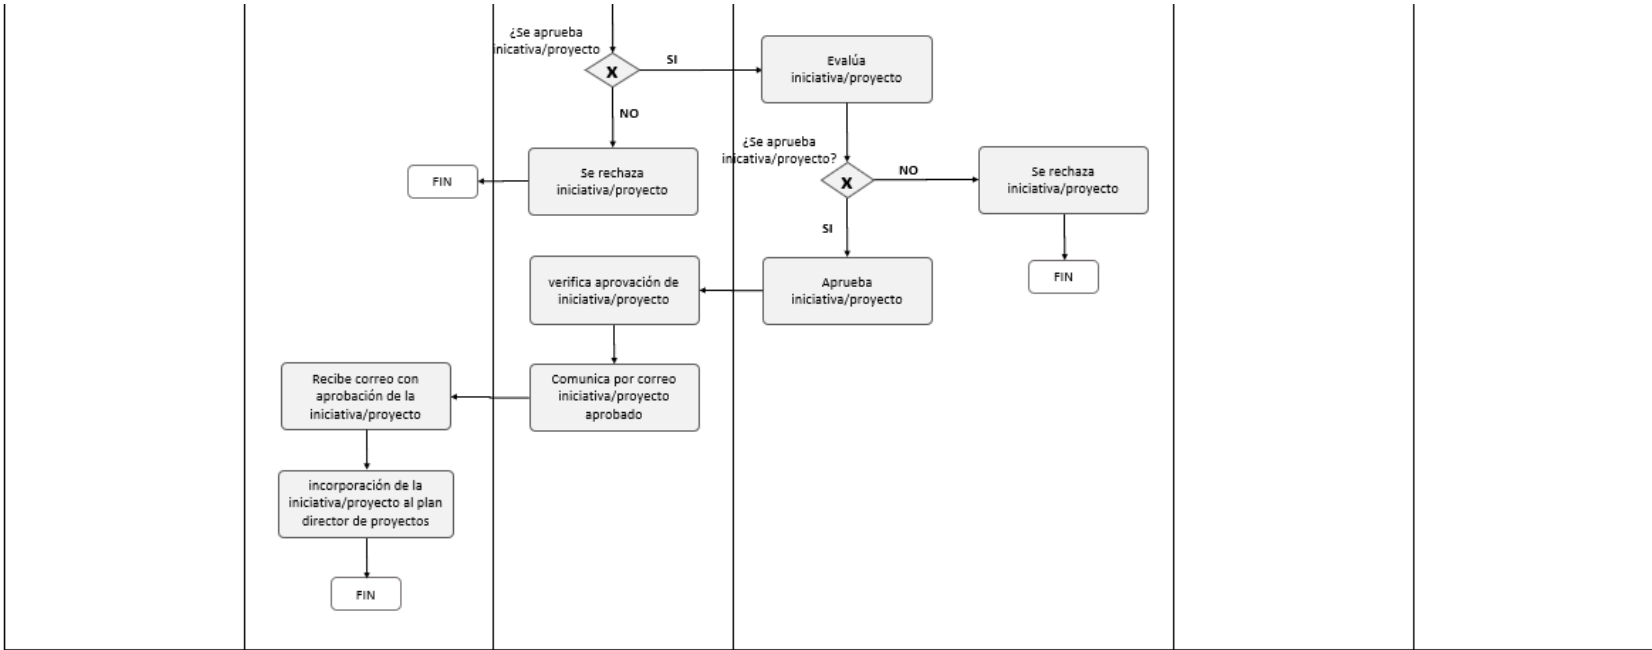 ¿Se aprueba
inicativa/proyecto
X
SI
Evalúa
iniciativa/proyecto
NO
¿Se aprueba
inicativa/proyecto?
X
NO
Se rechaza
iniciativa/proyecto
FIN
Se rechaza
iniciativa/proyecto
SI
FIN
verifica aprovación de
iniciativa/proyecto
Aprueba
iniciativa/proyecto
Recibe correo con
aprobación de la
iniciativa/proyecto
Comunica por correo
iniciativa/proyecto
aprobado
incorporación de la
iniciativa/proyecto al plan
director de proyectos
FIN